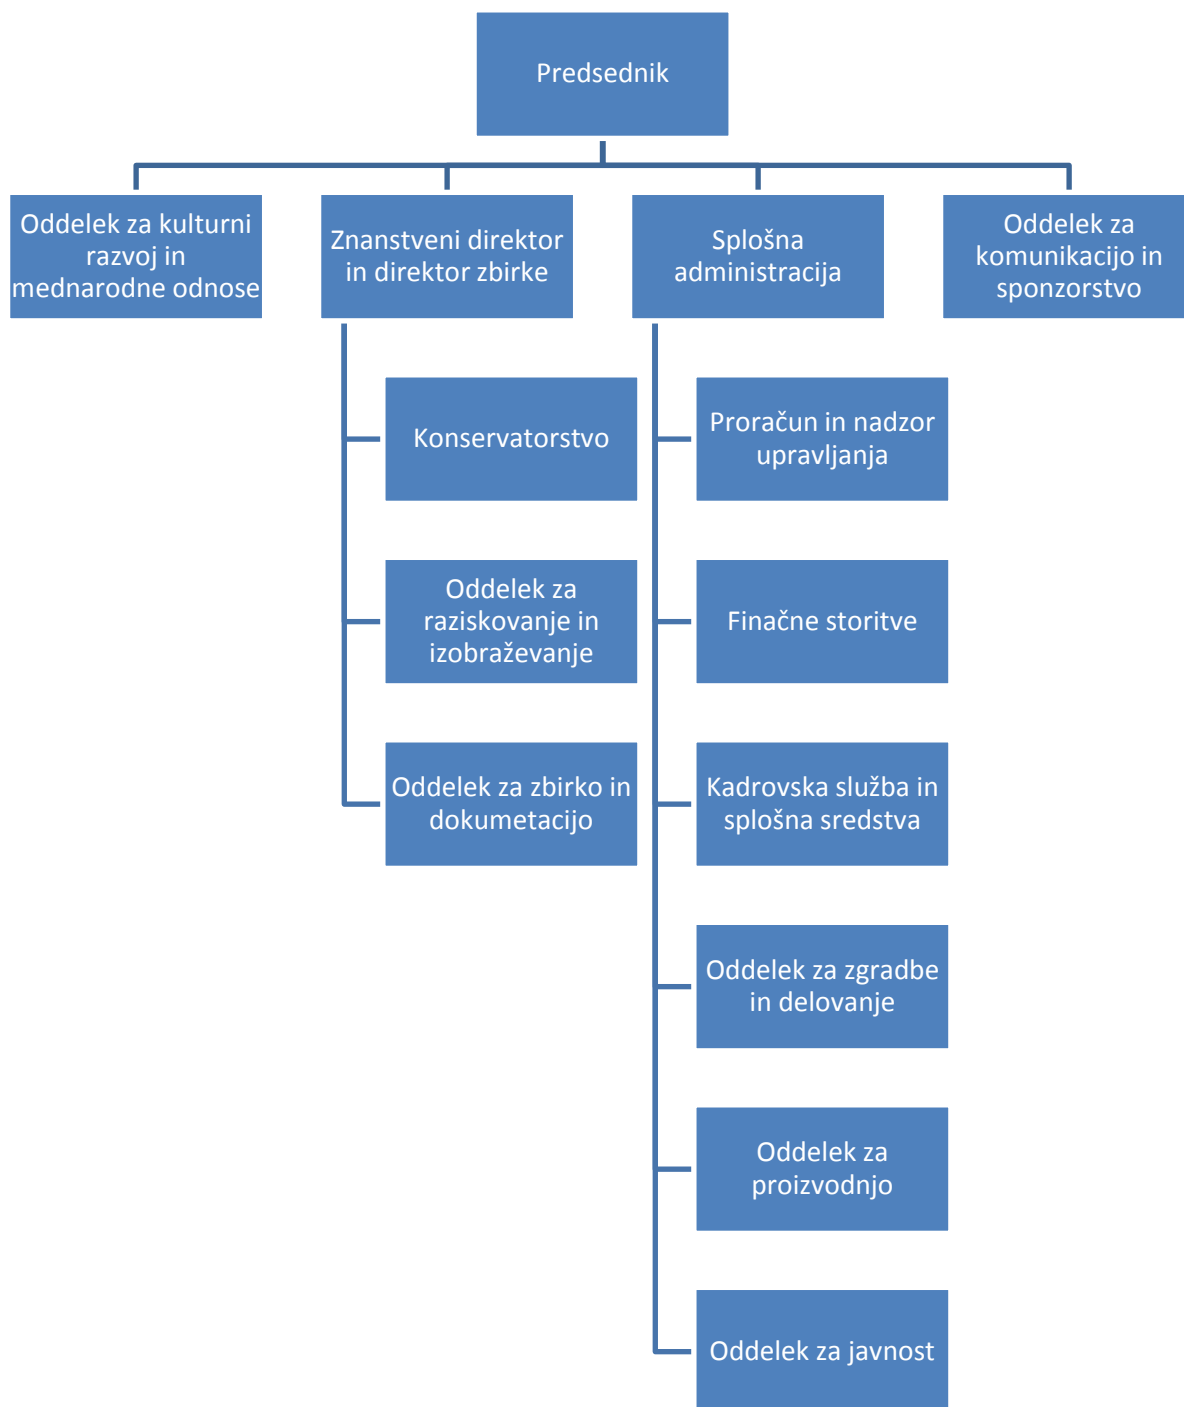 Predsednik
Oddelek za kulturni
razvoj in
mednarodne odnose
Znanstveni direktor
in direktor zbirke
Splošna
administracija
Oddelek za
komunikacijo in
sponzorstvo
Konservatorstvo
Oddelek za
raziskovanje in
izobraževanje
Oddelek za zbirko in
dokumetacijo
Proračun in nadzor
upravljanja
Finačne storitve
Kadrovska služba in
splošna sredstva
Oddelek za zgradbe
in delovanje
Oddelek za
proizvodnjo
Oddelek za javnost